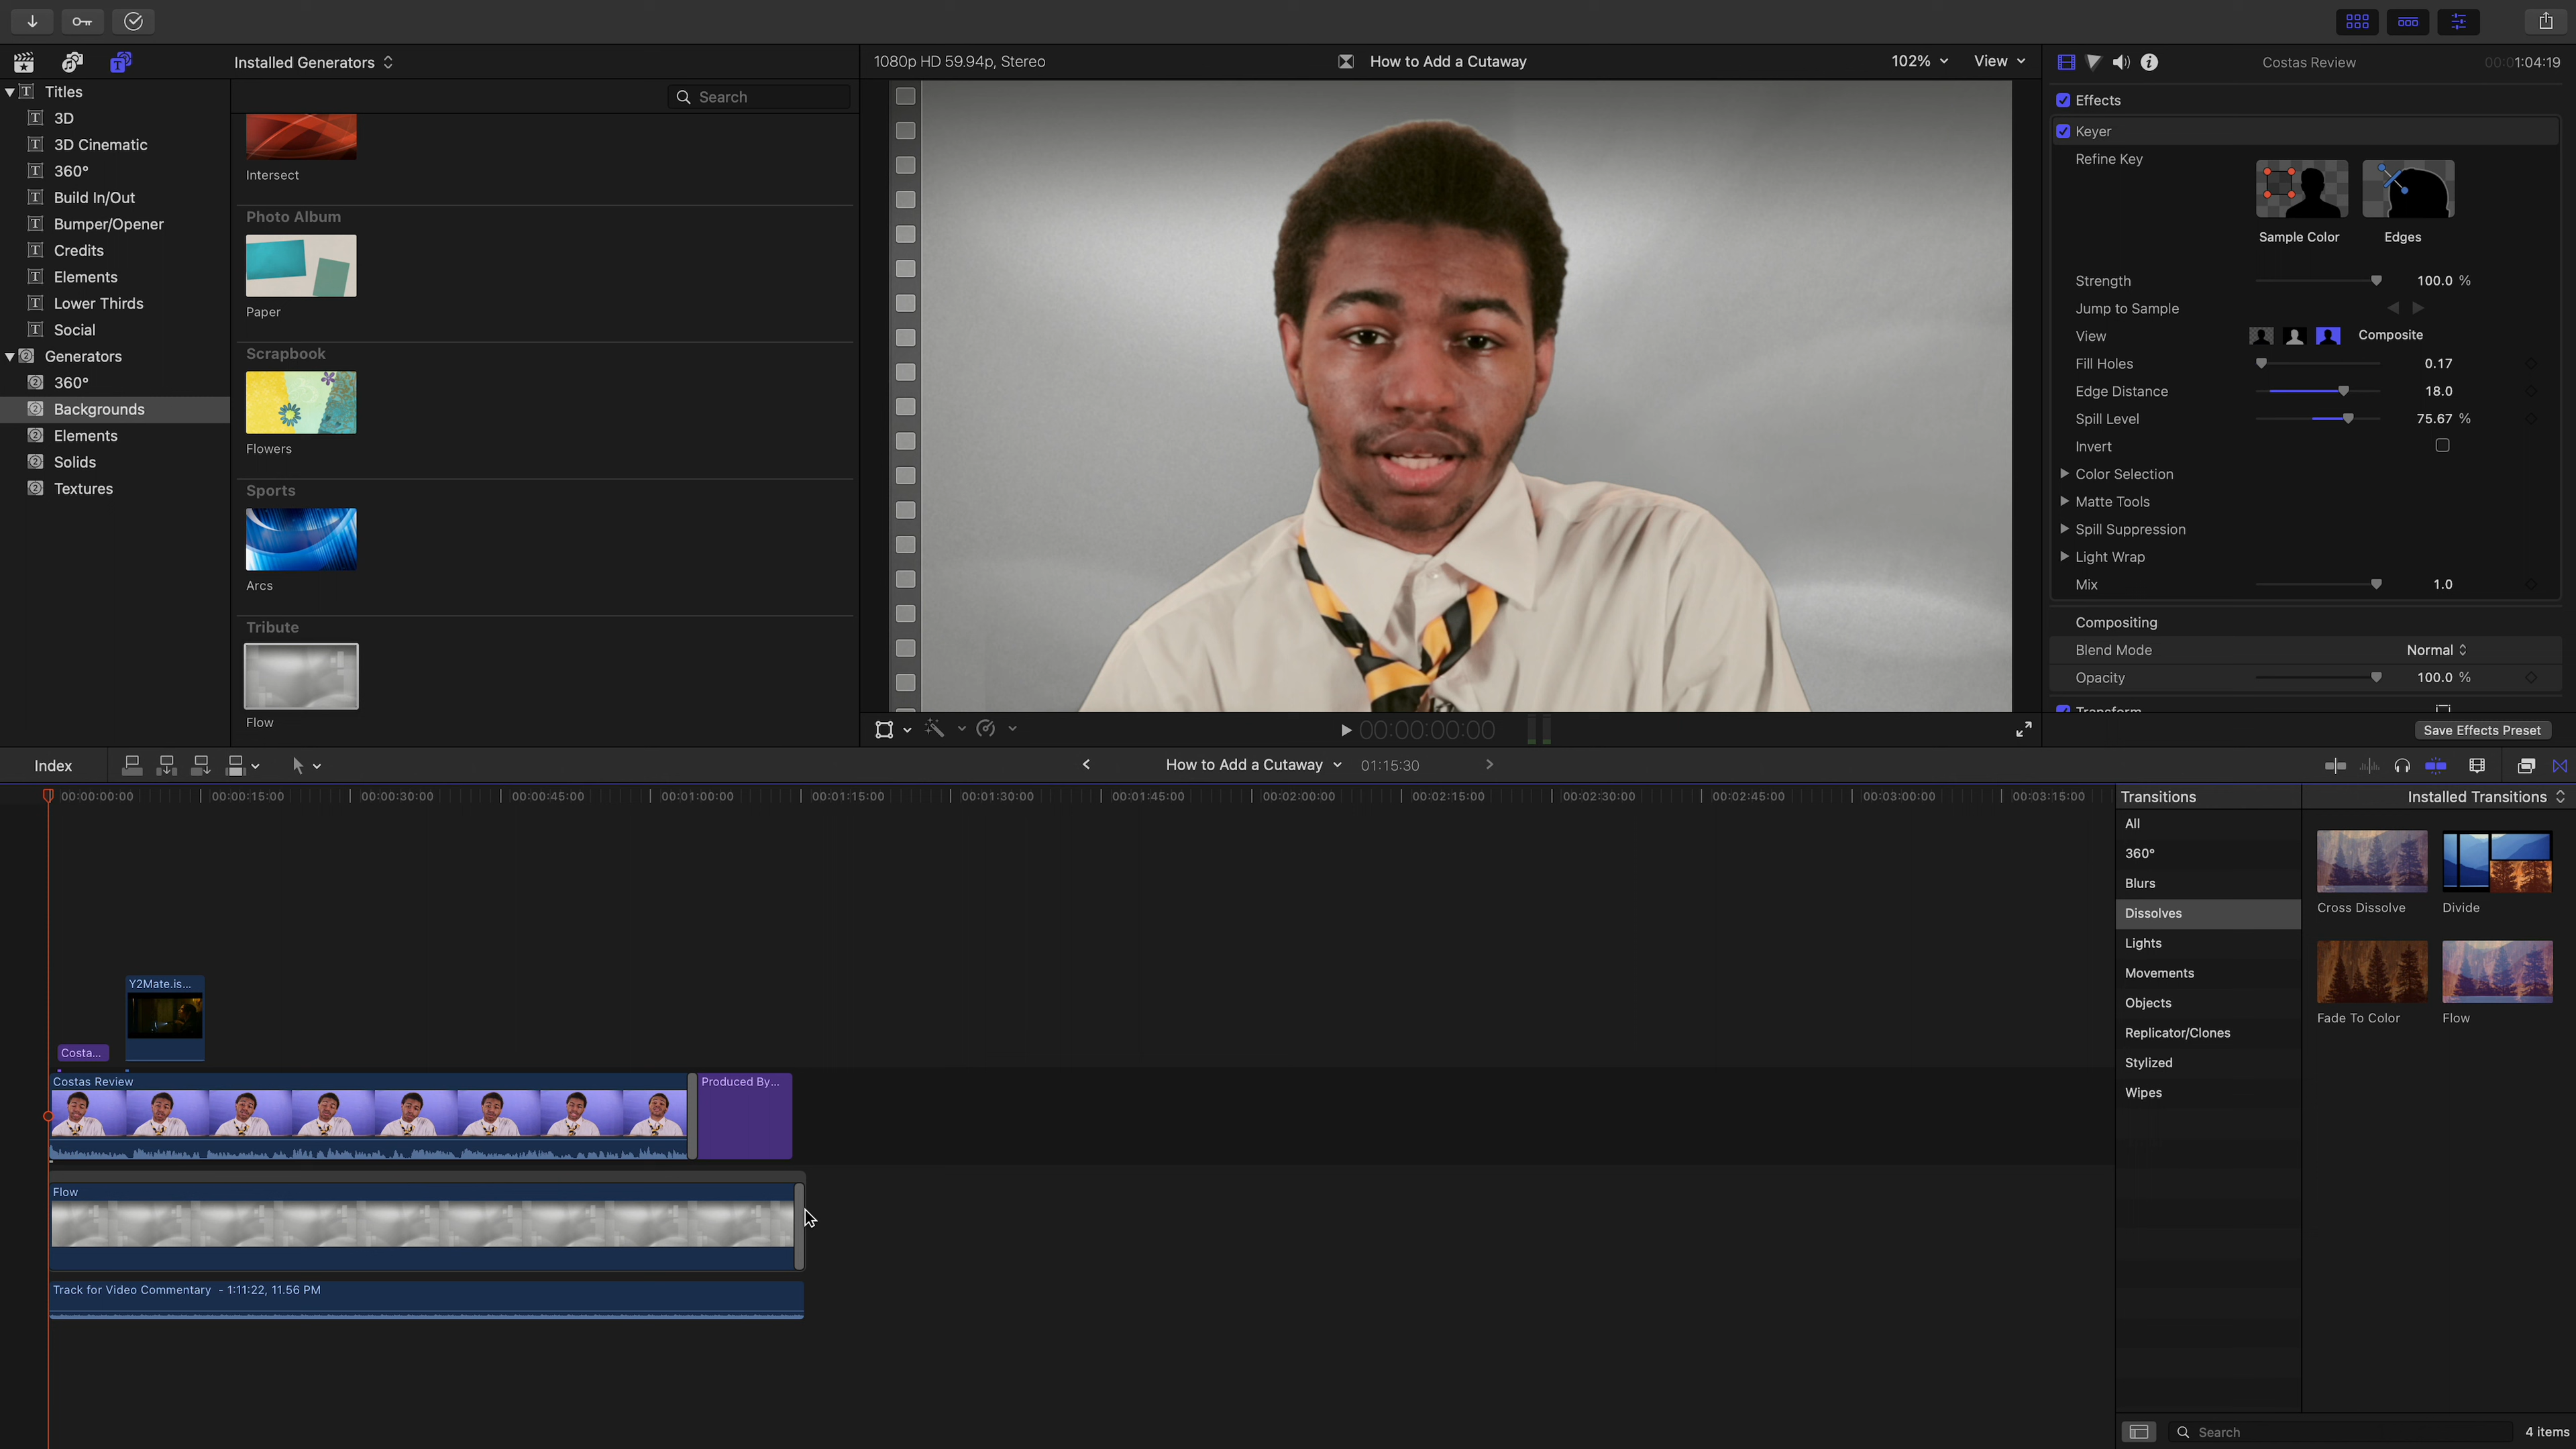 Installed Generators
1080p HD 59.94p, Stereo
How to Add a Cutaway
102%
View
Costas Review
00:01:04:19
Titles
3D
3D Cinematic
360°
Build In/Out
Bumper/Opener
Credits
Elements
Lower Thirds
Social
Generators
360°
Backgrounds
Elements
Solids
Textures
Search
Intersect
Photo Album
Paper
Scrapbook
Flowers
Sports
Arcs
Tribute
Flow
Effects
Keyer
Refine Key
Sample Color
Edges
Strength 100.0 %
Jump to Sample
View Composite
Fill Holes 0.17
Edge Distance 18.0
Spill Level 75.67 %
Invert
Color Selection
Matte Tools
Spill Suppression
Light Wrap
Mix 1.0
Compositing
Blend Mode Normal
Opacity 100.0 %
Transform
00:00:00:00
Save Effects Preset
Index
How to Add a Cutaway
01:15:30
00:00:00:00 00:00:15:00 00:00:30:00 00:00:45:00 00:01:00:00 00:01:15:00 00:01:30:00 00:01:45:00 00:02:00:00 00:02:15:00 00:02:30:00 00:02:45:00 00:03:00:00 00:03:15:00
Y2Mate.is...
Costa...
Costas Review
Produced By...
Flow
Track for Video Commentary - 1:11:22, 11.56 PM
Transitions
Installed Transitions
All
360°
Blurs
Dissolves
Lights
Movements
Objects
Replicator/Clones
Stylized
Wipes
Cross Dissolve
Divide
Fade To Color
Flow
Search
4 items